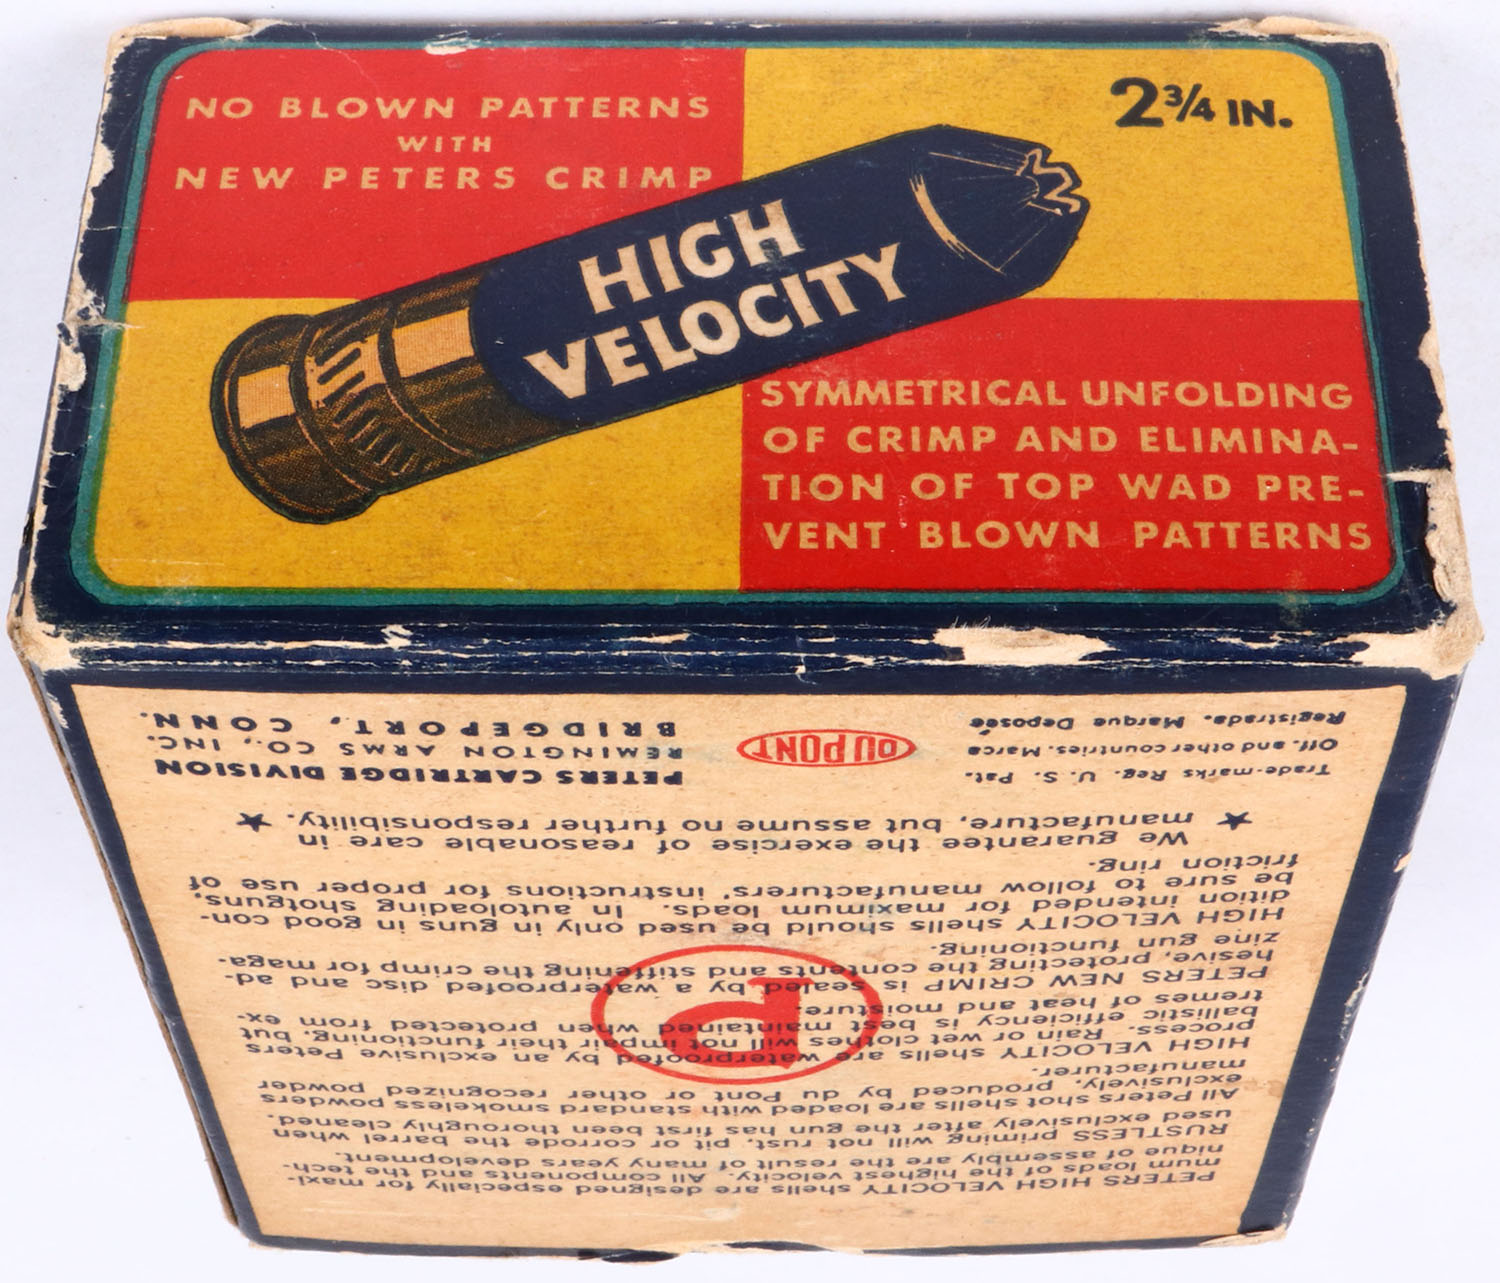 NO BLOWN PATTERNS
WITH
NEW PETERS CRIMP
2¾ IN.
HIGH
VELOCITY
SYMMETRICAL UNFOLDING
OF CRIMP AND ELIMINA-
TION OF TOP WAD PRE-
VENT BLOWN PATTERNS
PETERS HIGH VELOCITY shells are designed especially for maxi-
mum loads of the highest velocity. All components and the tech-
nique of assembly are the result of many years development.
RUSTLESS priming will not rust, pit or corrode the barrel when
used exclusively after the gun has first been thoroughly cleaned.
All Peters shot shells are loaded with standard smokeless powders
exclusively, produced by du Pont or other recognized powder
manufacturer.
HIGH VELOCITY shells are waterproofed by an exclusive Peters
process. Rain or wet clothes will not impair their functioning, but
ballistic efficiency is best maintained when protected from ex-
tremes of heat and moisture.
PETERS NEW CRIMP is sealed by a waterproofed disc and ad-
hesive, protecting the contents and stiffening the crimp for maga-
zine gun functioning.
HIGH VELOCITY shells should be used only in guns in good con-
dition intended for maximum loads. In autoloading shotguns,
be sure to follow manufacturers' instructions for proper use of
friction ring.
We guarantee the exercise of reasonable care in
★ manufacture, but assume no further responsibility. ★
P
Trade-marks Reg. U. S. Pat.
Off. and other countries. Marca
Registrada. Marque Deposée
DU PONT
PETERS CARTRIDGE DIVISION
REMINGTON ARMS CO., INC.
BRIDGEPORT, CONN.